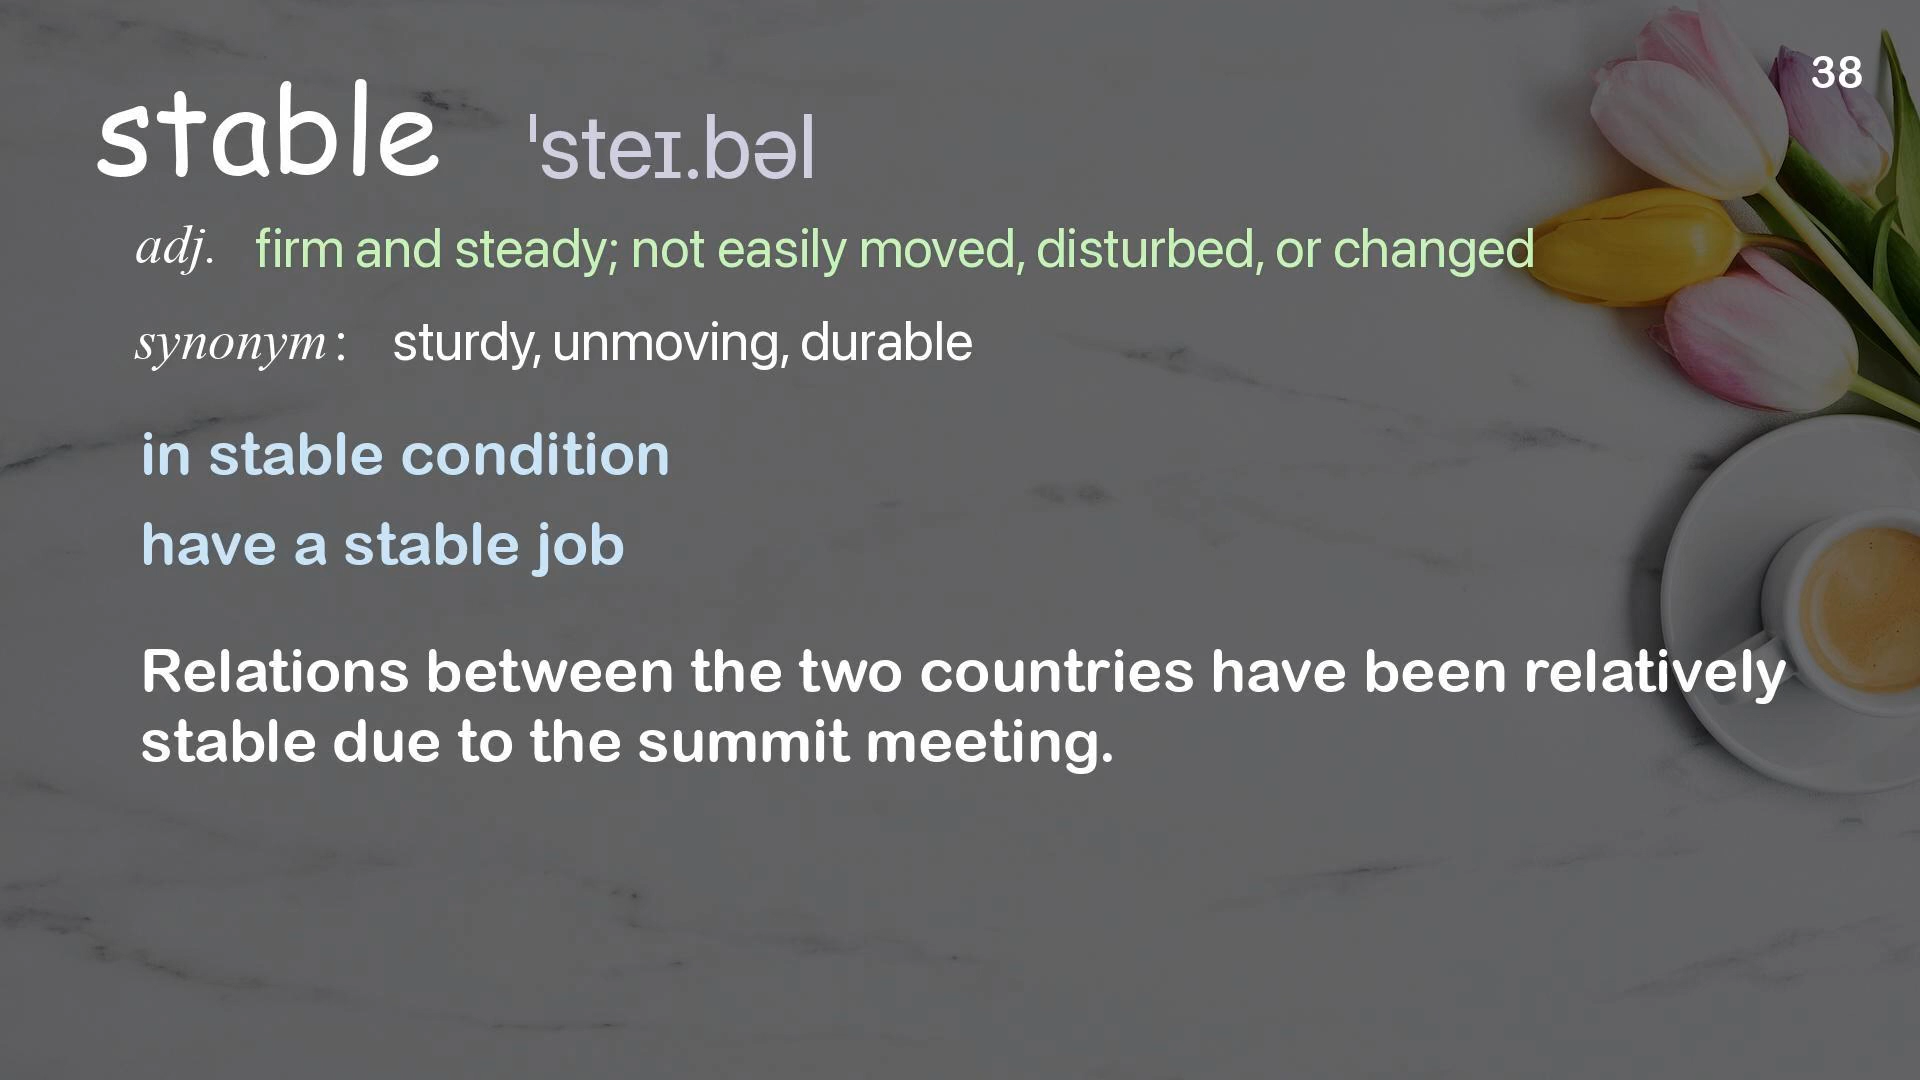 38
stable ˈsteɪ.bəl
adj. firm and steady; not easily moved, disturbed, or changed
synonym : sturdy, unmoving, durable
in stable condition
have a stable job
Relations between the two countries have been relatively
stable due to the summit meeting.